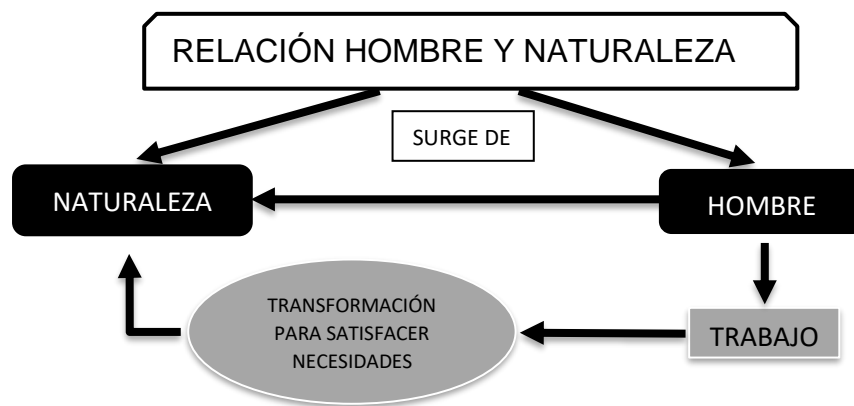 RELACIÓN HOMBRE Y NATURALEZA
SURGE DE
NATURALEZA
HOMBRE
TRANSFORMACIÓN
PARA SATISFACER
NECESIDADES
TRABAJO